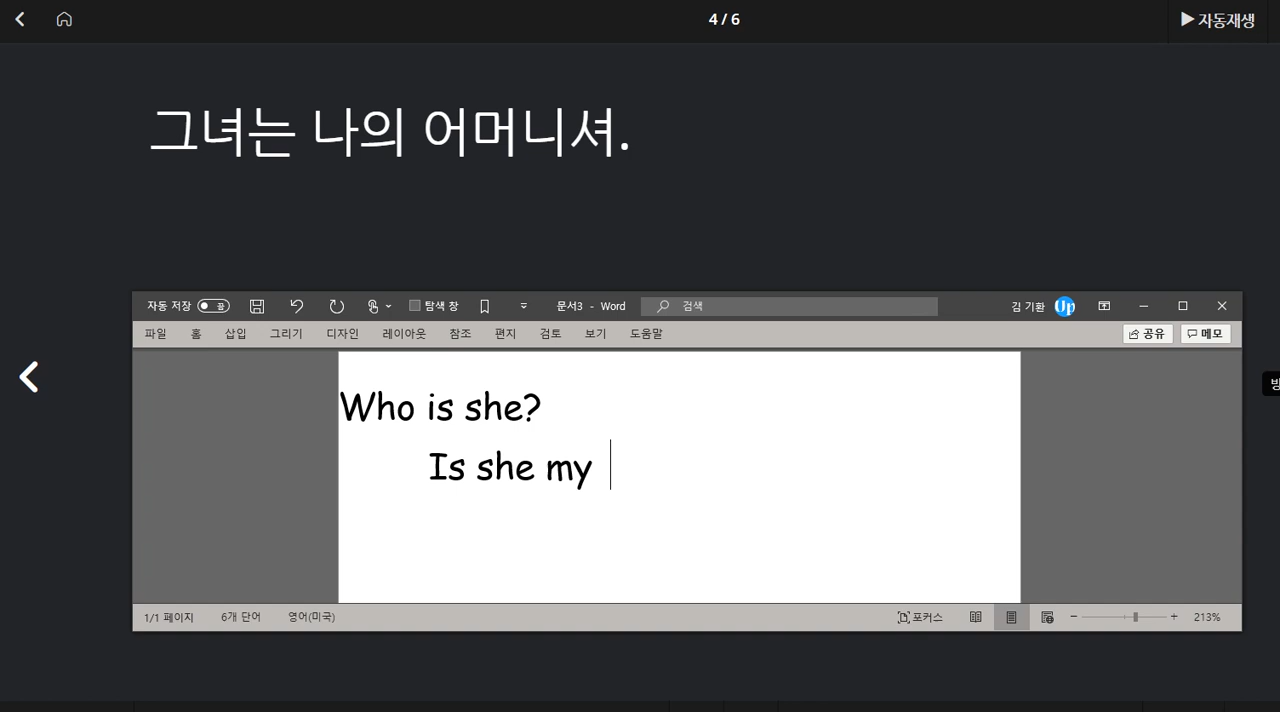 4 / 6
▶ 자동재생
그녀는 나의 어머니셔.
자동 저장 끔
탐색 창
문서3 - Word
검색
김 기환
Up
파일 홈 삽입 그리기 디자인 레이아웃 참조 편지 검토 보기 도움말
공유 메모
Who is she?
Is she my
1/1 페이지 6개 단어 영어(미국)
포커스
213%